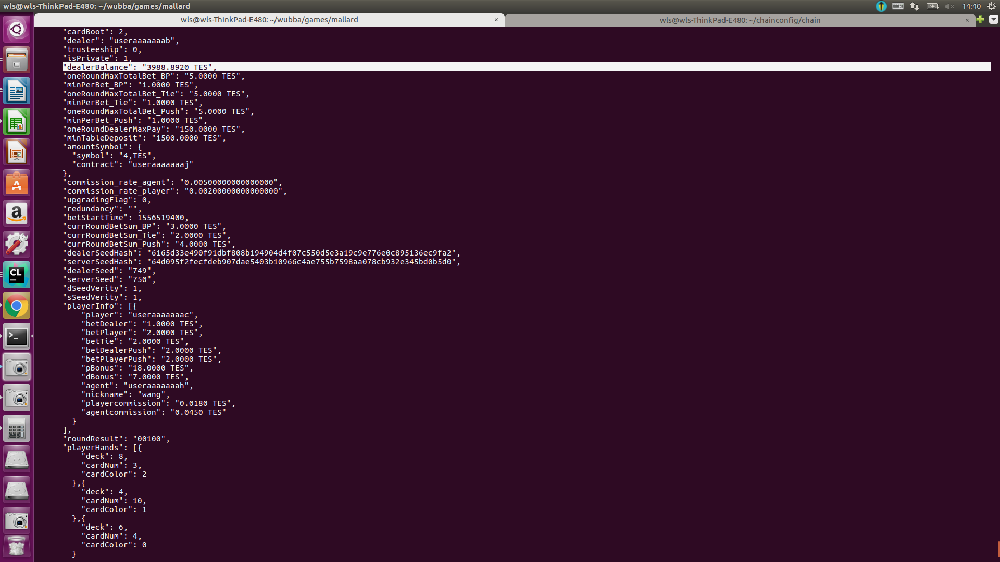 wls@wls-ThinkPad-E480: ~/wubba/games/mallard
14:40
wls@wls-ThinkPad-E480: ~/wubba/games/mallard ×
wls@wls-ThinkPad-E480: ~/chainconfig/chain ×
"cardBoot": 2,
"dealer": "useraaaaaaab",
"trusteeship": 0,
"isPrivate": 1,
"dealerBalance": "3988.8920 TES",
"oneRoundMaxTotalBet_BP": "5.0000 TES",
"minPerBet_BP": "1.0000 TES",
"oneRoundMaxTotalBet_Tie": "5.0000 TES",
"minPerBet_Tie": "1.0000 TES",
"oneRoundMaxTotalBet_Push": "5.0000 TES",
"minPerBet_Push": "1.0000 TES",
"oneRoundDealerMaxPay": "150.0000 TES",
"minTableDeposit": "1500.0000 TES",
"amountSymbol": {
"symbol": "4,TES",
"contract": "useraaaaaaaj"
},
"commission_rate_agent": "0.00500000000000000",
"commission_rate_player": "0.00200000000000000",
"upgradingFlag": 0,
"redundancy": "",
"betStartTime": 1556519400,
"currRoundBetSum_BP": "3.0000 TES",
"currRoundBetSum_Tie": "2.0000 TES",
"currRoundBetSum_Push": "4.0000 TES",
"dealerSeedHash": "6165d33e490f91dbf808b194904d4f07c550d5e3a19c9e776e0c895136ec9fa2",
"serverSeedHash": "64d095f2fecfdeb907dae5403b10966c4ae755b7598aa078cb932e345bd0b5d0",
"dealerSeed": "749",
"serverSeed": "750",
"dSeedVerity": 1,
"sSeedVerity": 1,
"playerInfo": [{
"player": "useraaaaaaac",
"betDealer": "1.0000 TES",
"betPlayer": "2.0000 TES",
"betTie": "2.0000 TES",
"betDealerPush": "2.0000 TES",
"betPlayerPush": "2.0000 TES",
"pBonus": "18.0000 TES",
"dBonus": "7.0000 TES",
"agent": "useraaaaaaah",
"nickname": "wang",
"playercommission": "0.0180 TES",
"agentcommission": "0.0450 TES"
}
],
"roundResult": "00100",
"playerHands": [{
"deck": 8,
"cardNum": 3,
"cardColor": 2
},{
"deck": 4,
"cardNum": 10,
"cardColor": 1
},{
"deck": 6,
"cardNum": 4,
"cardColor": 0
}